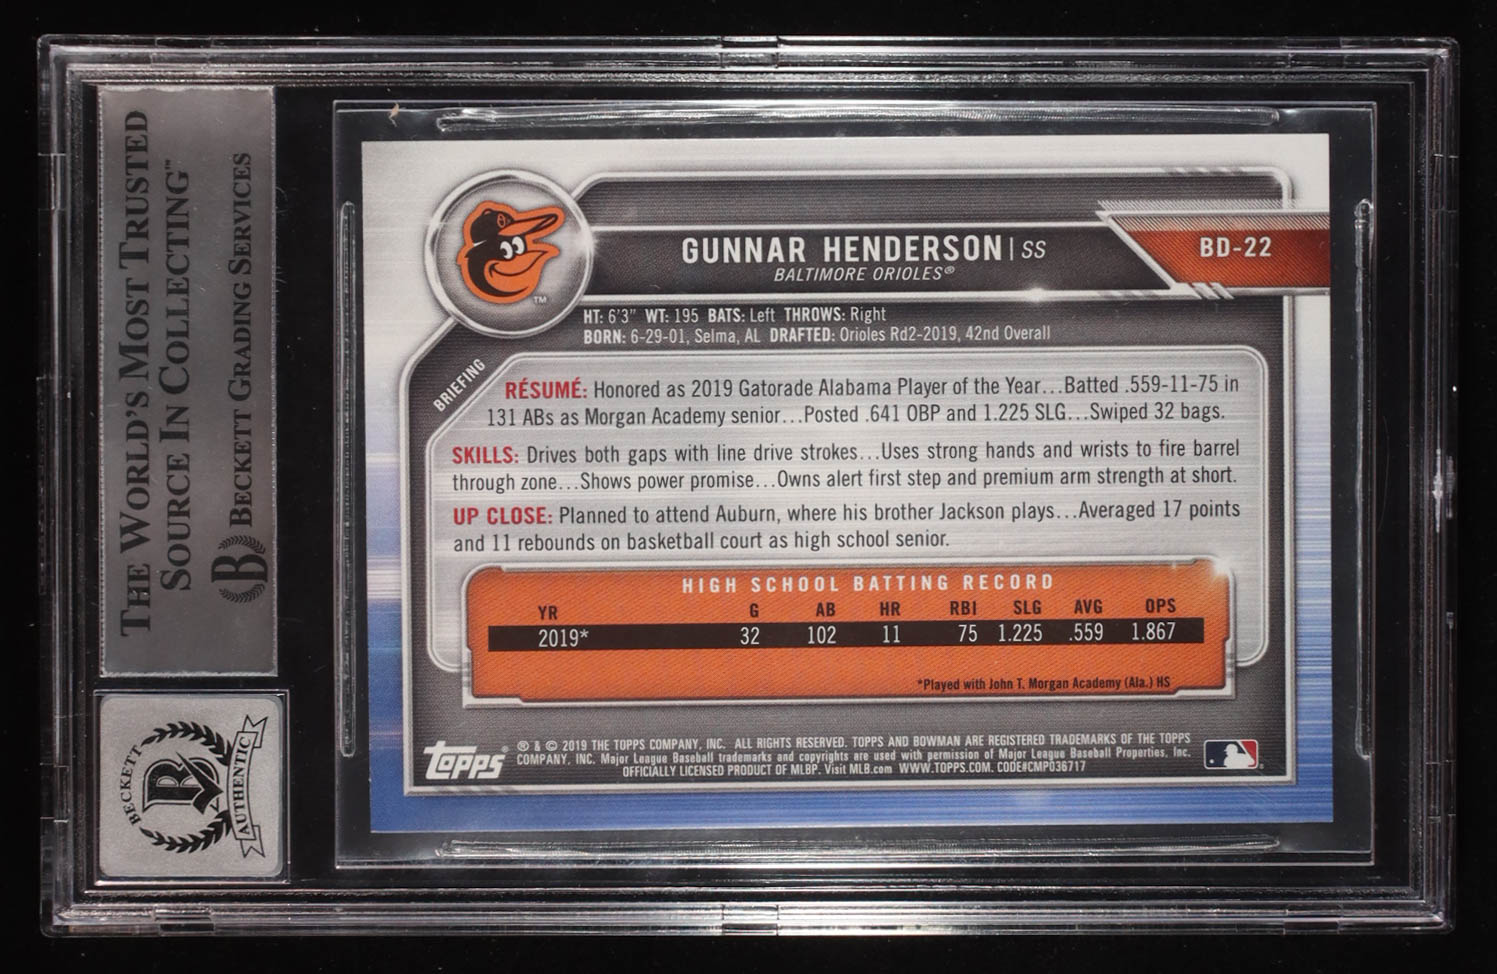 THE WORLD'S MOST TRUSTED
SOURCE IN COLLECTING™
B BECKETT GRADING SERVICES
BECKETT
B
AUTHENTIC
™
GUNNAR HENDERSON | SS
BALTIMORE ORIOLES®
BD-22
HT: 6'3" WT: 195 BATS: Left THROWS: Right
BORN: 6-29-01, Selma, AL DRAFTED: Orioles Rd2-2019, 42nd Overall
BRIEFING
RÉSUMÉ: Honored as 2019 Gatorade Alabama Player of the Year...Batted .559-11-75 in
131 ABs as Morgan Academy senior...Posted .641 OBP and 1.225 SLG...Swiped 32 bags.
SKILLS: Drives both gaps with line drive strokes...Uses strong hands and wrists to fire barrel
through zone...Shows power promise...Owns alert first step and premium arm strength at short.
UP CLOSE: Planned to attend Auburn, where his brother Jackson plays...Averaged 17 points
and 11 rebounds on basketball court as high school senior.
HIGH SCHOOL BATTING RECORD
YR G AB HR RBI SLG AVG OPS
2019* 32 102 11 75 1.225 .559 1.867
*Played with John T. Morgan Academy (Ala.) HS
topps®
® & © 2019 THE TOPPS COMPANY, INC. ALL RIGHTS RESERVED. TOPPS AND BOWMAN ARE REGISTERED TRADEMARKS OF THE TOPPS
COMPANY, INC. Major League Baseball trademarks and copyrights are used with permission of Major League Baseball Properties, Inc.
OFFICIALLY LICENSED PRODUCT OF MLBP. Visit MLB.com WWW.TOPPS.COM. CODE#CMP036717